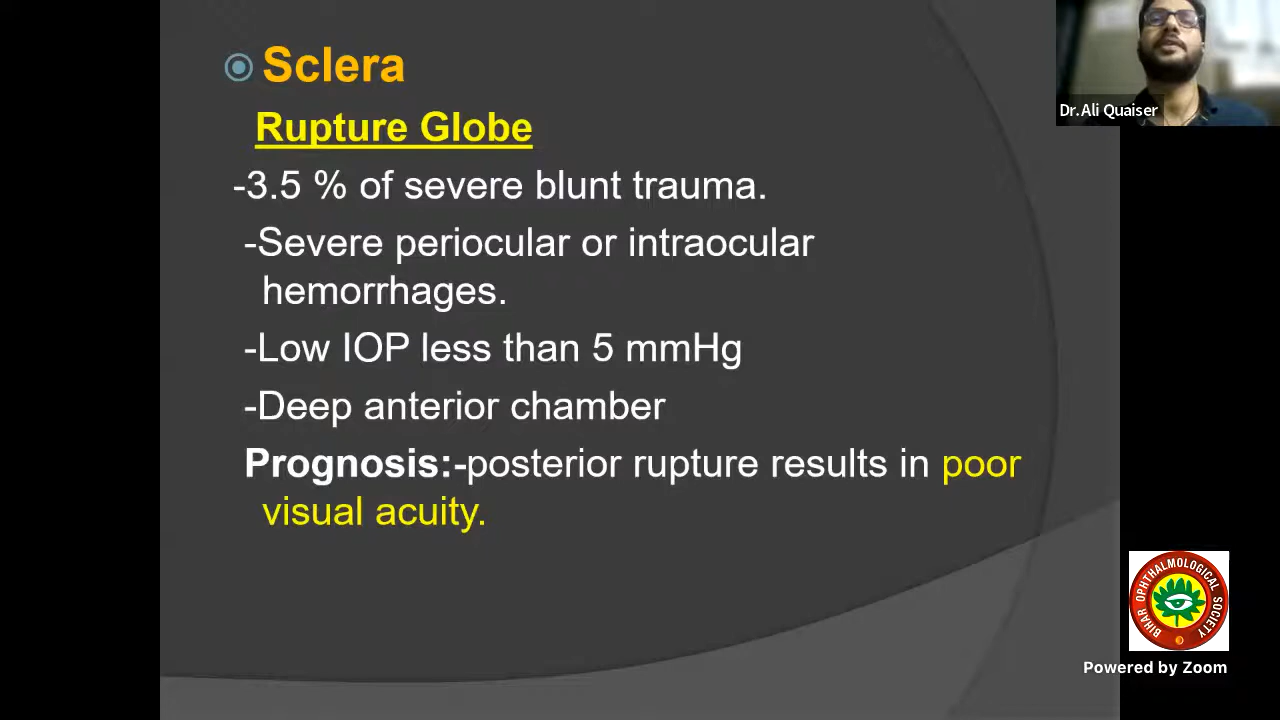 Sclera
Rupture Globe
-3.5 % of severe blunt trauma.
-Severe periocular or intraocular
hemorrhages.
-Low IOP less than 5 mmHg
-Deep anterior chamber
Prognosis:-posterior rupture results in poor
visual acuity.
Dr.Ali Quaiser
BIHAR OPHTHALMOLOGICAL SOCIETY
Powered by Zoom